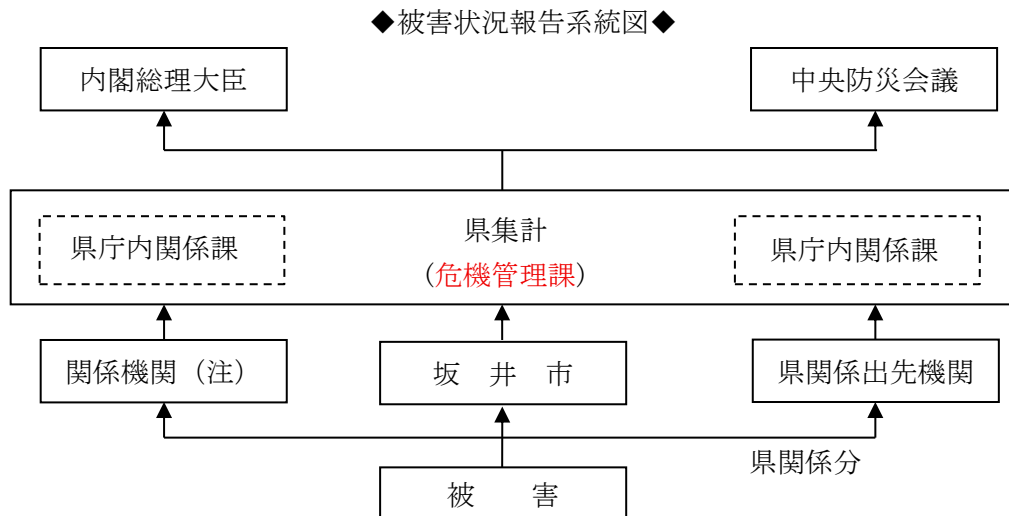 ◆被害状況報告系統図◆
内閣総理大臣
中央防災会議
県庁内関係課
県集計
（危機管理課）
県庁内関係課
関係機関（注）
坂　井　市
県関係出先機関
県関係分
被　　害